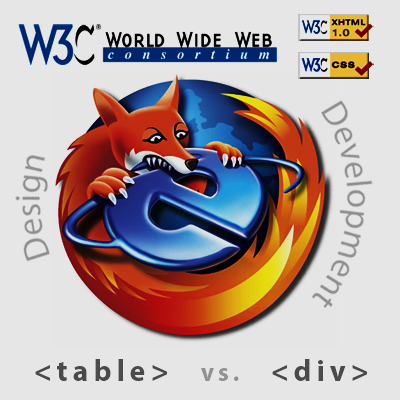 W3C® WORLD WIDE WEB
consortium
W3C XHTML 1.0
W3C CSS
Design
Development
e
<table> vs. <div>